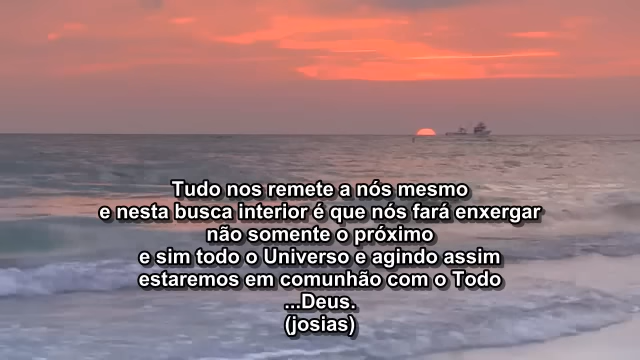 Tudo nos remete a nós mesmo
e nesta busca interior é que nós fará enxergar
não somente o próximo
e sim todo o Universo e agindo assim
estaremos em comunhão com o Todo
...Deus.
(josias)